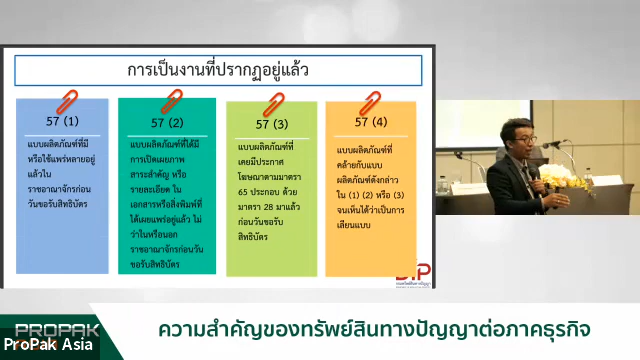 การเป็นงานที่ปรากฏอยู่แล้ว
57 (1)
แบบผลิตภัณฑ์ที่มี
หรือใช้แพร่หลายอยู่
แล้วใน
ราชอาณาจักรก่อน
วันขอรับสิทธิบัตร
57 (2)
แบบผลิตภัณฑ์ที่ได้มี
การเปิดเผยภาพ
สาระสำคัญ หรือ
รายละเอียด ใน
เอกสารหรือสิ่งพิมพ์ที่
ได้เผยแพร่อยู่แล้ว ไม่
ว่าในหรือนอก
ราชอาณาจักรก่อนวัน
ขอรับสิทธิบัตร
57 (3)
แบบผลิตภัณฑ์ที่
เคยมีประกาศ
โฆษณาตามมาตรา
65 ประกอบ ด้วย
มาตรา 28 มาแล้ว
ก่อนวันขอรับ
สิทธิบัตร
57 (4)
แบบผลิตภัณฑ์ที่
คล้ายกับแบบ
ผลิตภัณฑ์ดังกล่าว
ใน (1) (2) หรือ (3)
จนเห็นได้ว่าเป็นการ
เลียนแบบ
DIP
กรมทรัพย์สินทางปัญญา
PROPAK
ProPak Asia
ความสำคัญของทรัพย์สินทางปัญญาต่อภาคธุรกิจ